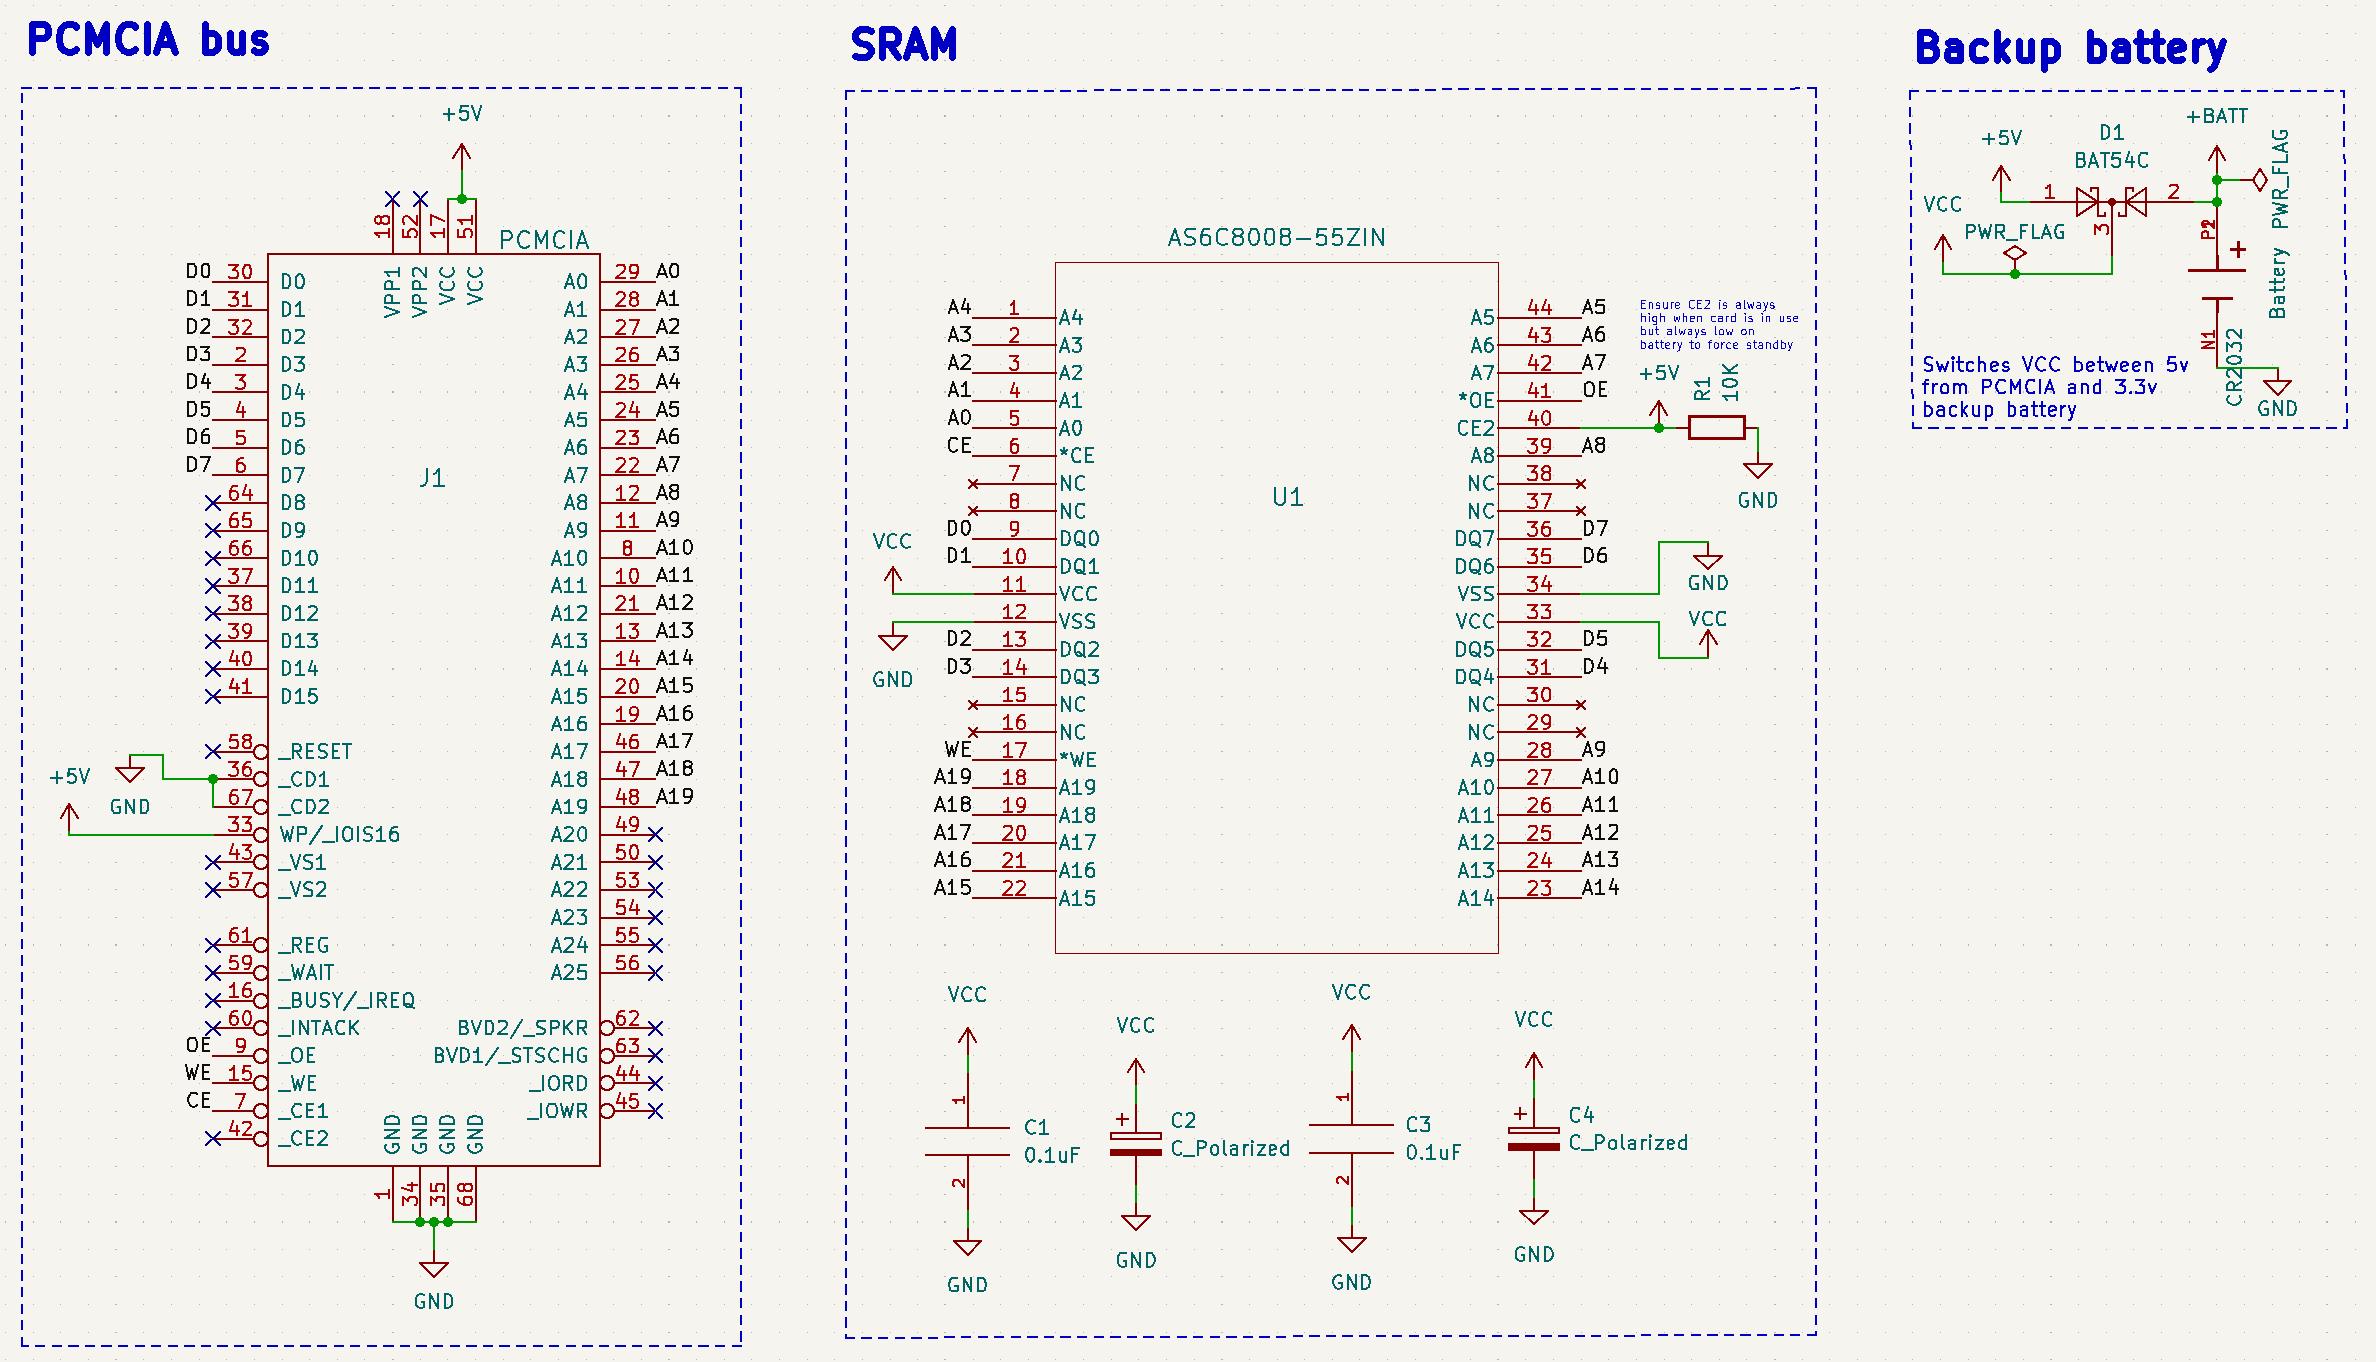 PCMCIA bus
+5V
18
52
17
51
PCMCIA
VPP1
VPP2
VCC
VCC
J1
D0 30 D0
D1 31 D1
D2 32 D2
D3 2 D3
D4 3 D4
D5 4 D5
D6 5 D6
D7 6 D7
64 D8
65 D9
66 D10
37 D11
38 D12
39 D13
40 D14
41 D15
58 _RESET
36 _CD1
67 _CD2
33 WP/_IOIS16
43 _VS1
57 _VS2
+5V
GND
61 _REG
59 _WAIT
16 _BUSY/_IREQ
60 _INTACK
OE 9 _OE
WE 15 _WE
CE 7 _CE1
42 _CE2
A0 29 A0
A1 28 A1
A2 27 A2
A3 26 A3
A4 25 A4
A5 24 A5
A6 23 A6
A7 22 A7
A8 12 A8
A9 11 A9
A10 8 A10
A11 10 A11
A12 21 A12
A13 13 A13
A14 14 A14
A15 20 A15
A16 19 A16
A17 46 A17
A18 47 A18
A19 48 A19
A20 49
A21 50
A22 53
A23 54
A24 55
A25 56
BVD2/_SPKR 62
BVD1/_STSCHG 63
_IORD 44
_IOWR 45
GND
GND
GND
GND
1
34
35
68
GND
SRAM
AS6C8008-55ZIN
U1
A4 1 A4
A3 2 A3
A2 3 A2
A1 4 A1
A0 5 A0
CE 6 *CE
7 NC
8 NC
D0 9 DQ0
D1 10 DQ1
11 VCC
12 VSS
D2 13 DQ2
D3 14 DQ3
15 NC
16 NC
WE 17 *WE
A19 18 A19
A18 19 A18
A17 20 A17
A16 21 A16
A15 22 A15
VCC
GND
A5 44 A5
A6 43 A6
A7 42 A7
*OE 41 OE
CE2 40
A8 39 A8
NC 38
NC 37
DQ7 36 D7
DQ6 35 D6
VSS 34
VCC 33
DQ5 32 D5
DQ4 31 D4
NC 30
NC 29
A9 28 A9
A10 27 A10
A11 26 A11
A12 25 A12
A13 24 A13
A14 23 A14
Ensure CE2 is always
high when card is in use
but always low on
battery to force standby
+5V
R1
10K
GND
GND
VCC
VCC
1
C1
0.1uF
2
GND
VCC
+
C2
C_Polarized
GND
VCC
1
C3
0.1uF
2
GND
VCC
+
C4
C_Polarized
GND
Backup battery
+5V
D1
BAT54C
+BATT
PWR_FLAG
1
2
3
VCC
PWR_FLAG
+
N1
Battery
CR2032
GND
Switches VCC between 5v
from PCMCIA and 3.3v
backup battery